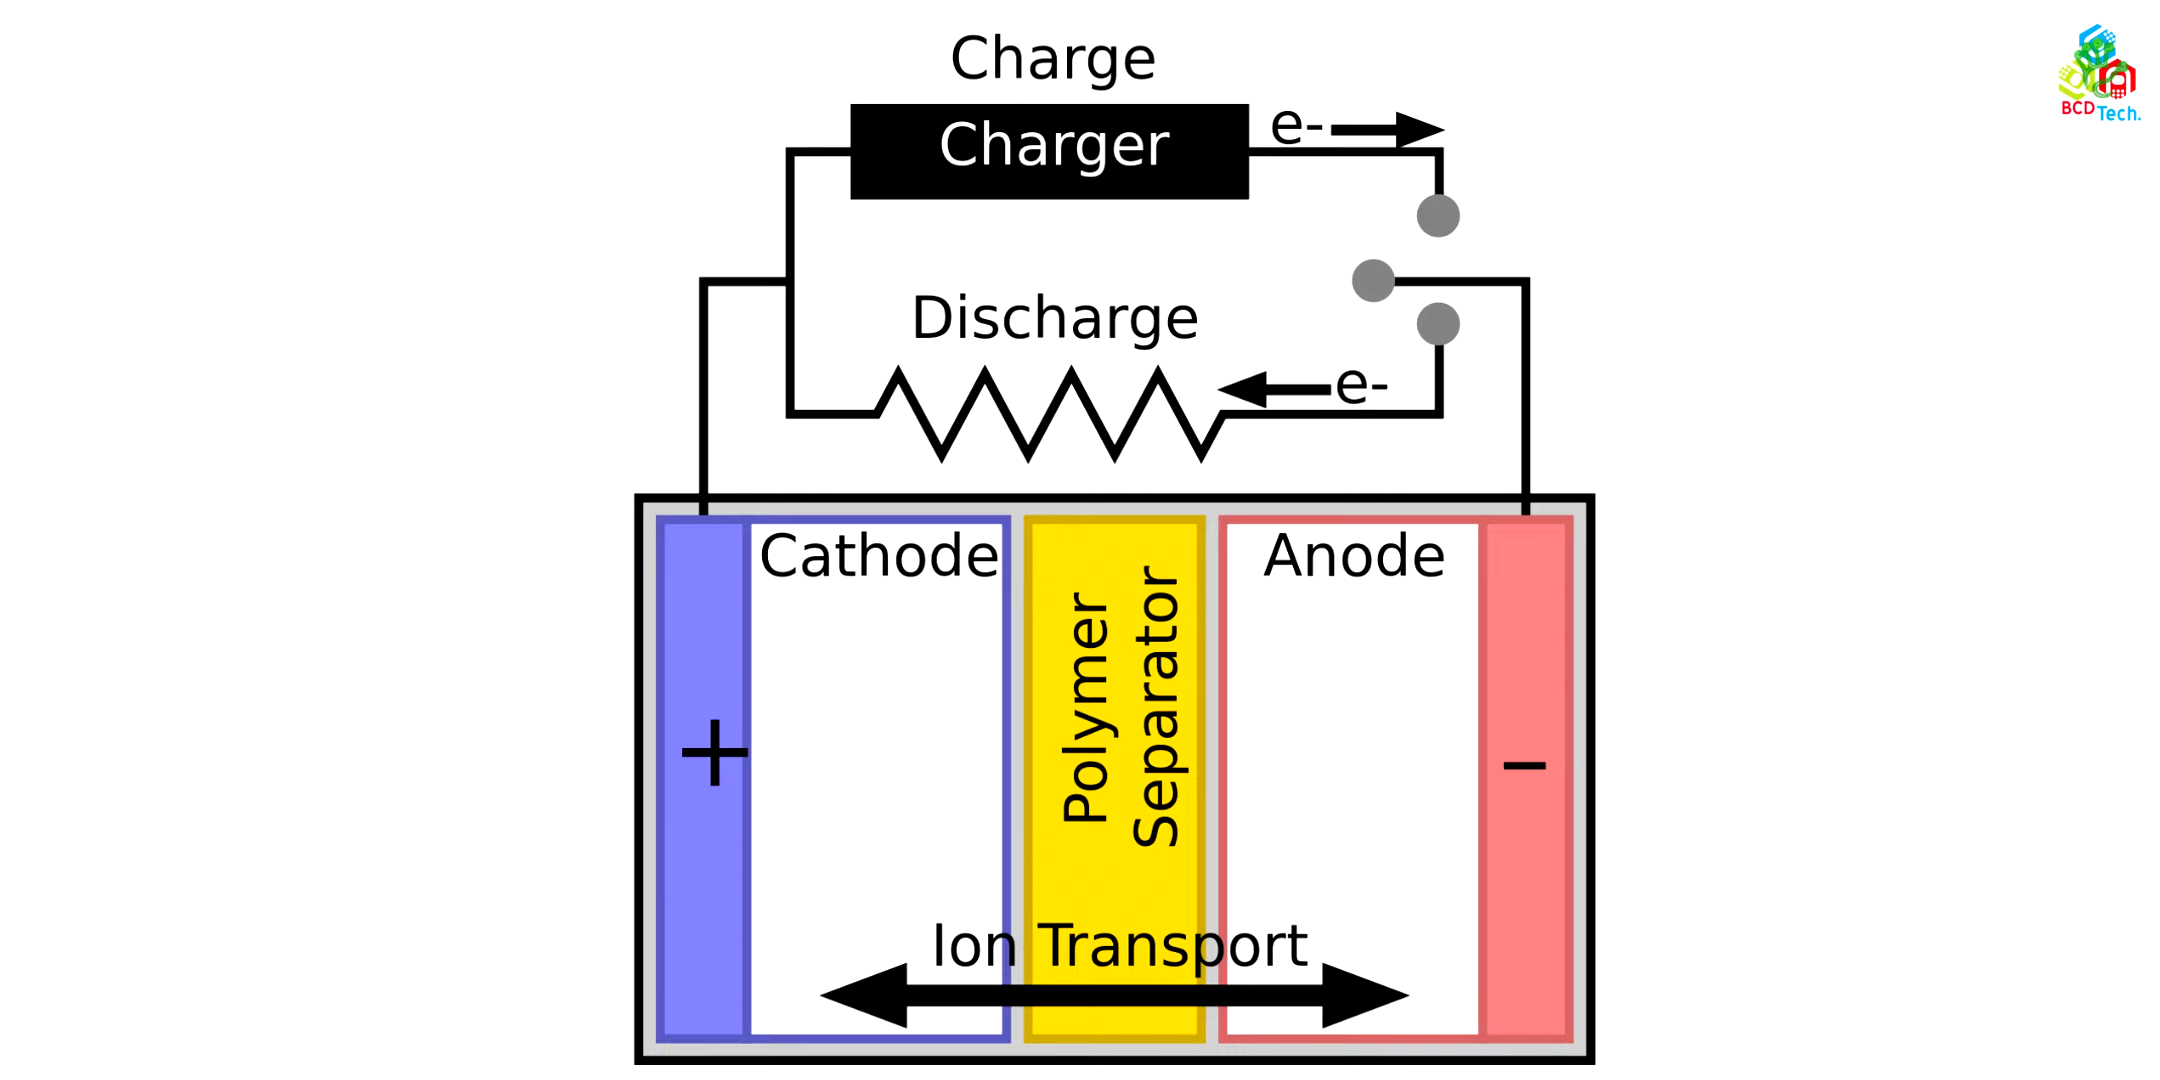 Charge
Charger
e-
BCD
Tech.
Discharge
e-
Cathode
Polymer
Separator
Anode
+
–
Ion Transport